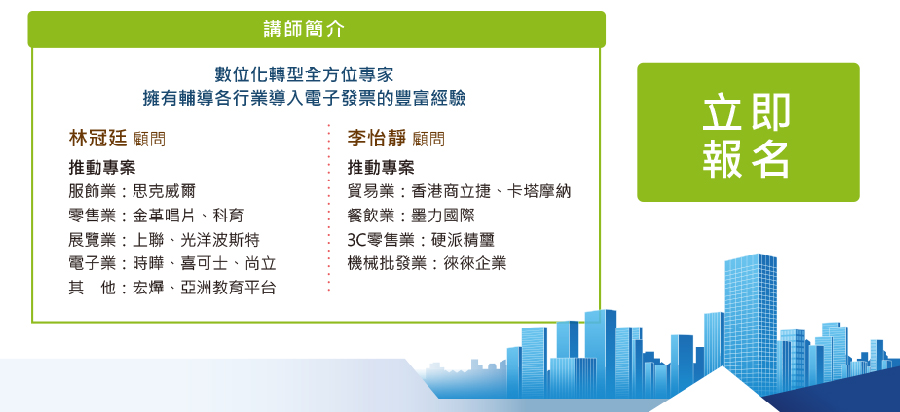 講師簡介
數位化轉型全方位專家
擁有輔導各行業導入電子發票的豐富經驗
林冠廷 顧問
推動專案
服飾業：思克威爾
零售業：金革唱片、科育
展覽業：上聯、光洋波斯特
電子業：時曄、喜可士、尚立
其　他：宏燁、亞洲教育平台
李怡靜 顧問
推動專案
貿易業：香港商立捷、卡塔摩納
餐飲業：墨力國際
3C零售業：硬派精璽
機械批發業：徠徠企業
立即
報名